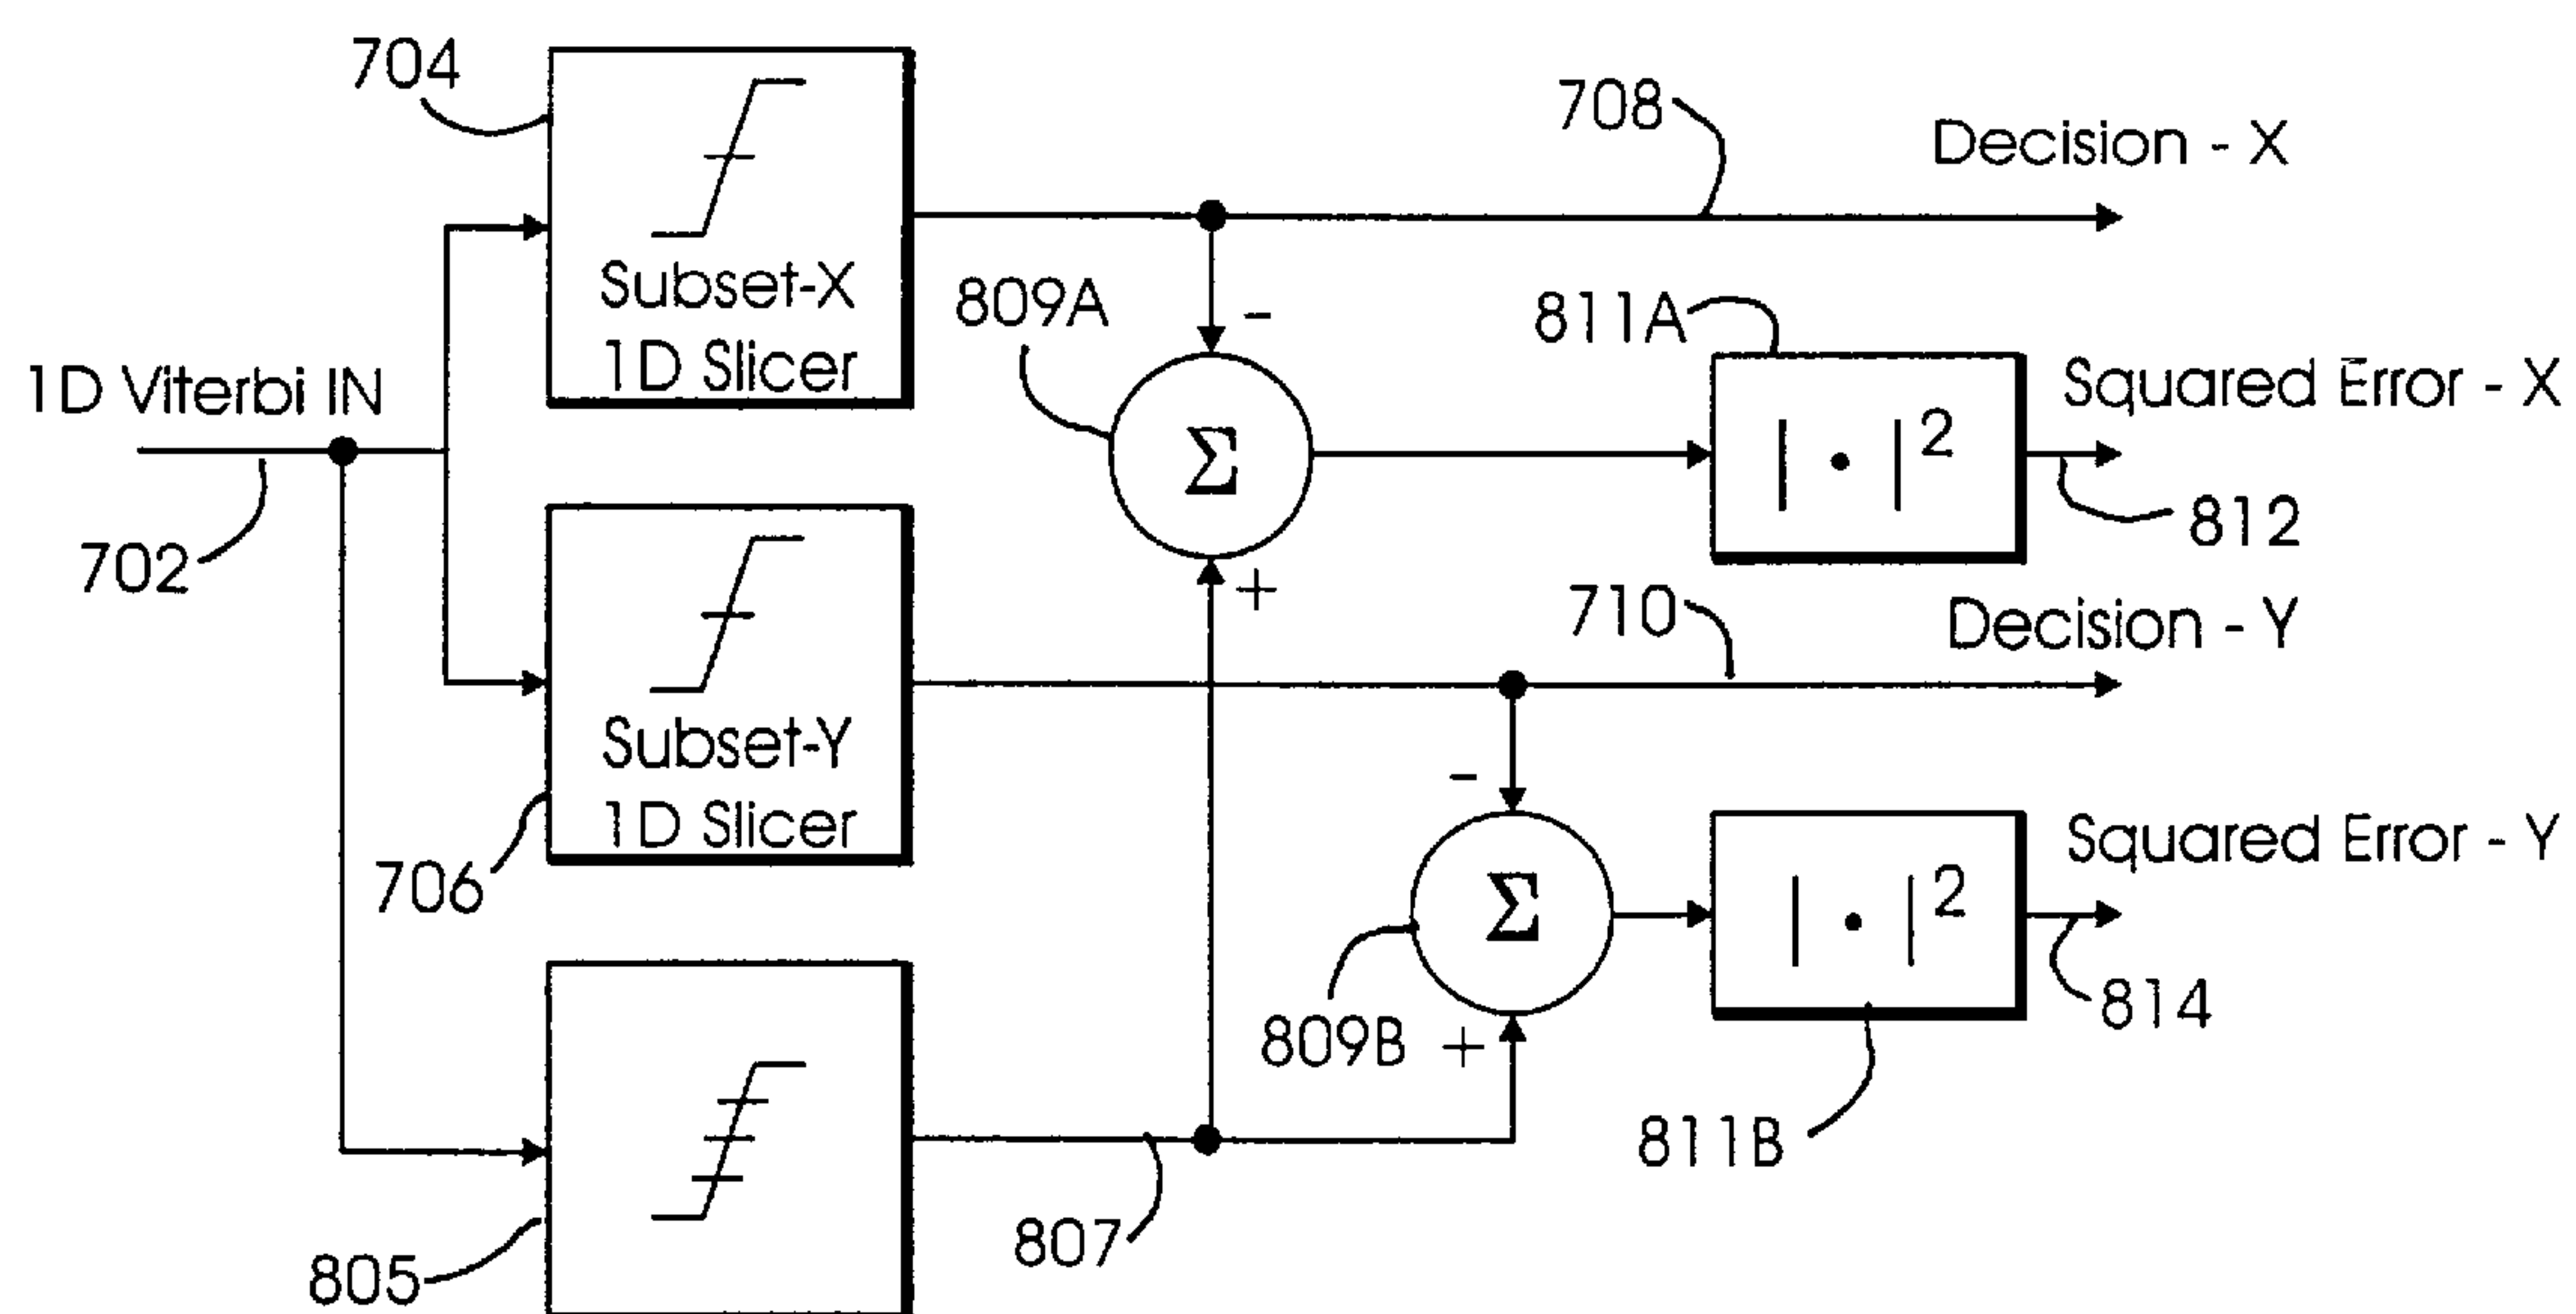 704
708
Decision - X
Subset-X
1D Slicer
809A
-
811A
Squared Error - X
1D Viterbi IN
Σ
| • | 2
812
702
+
710
Decision - Y
Subset-Y
1D Slicer
-
Squared Error - Y
706
Σ
| • | 2
814
809B
+
811B
807
805